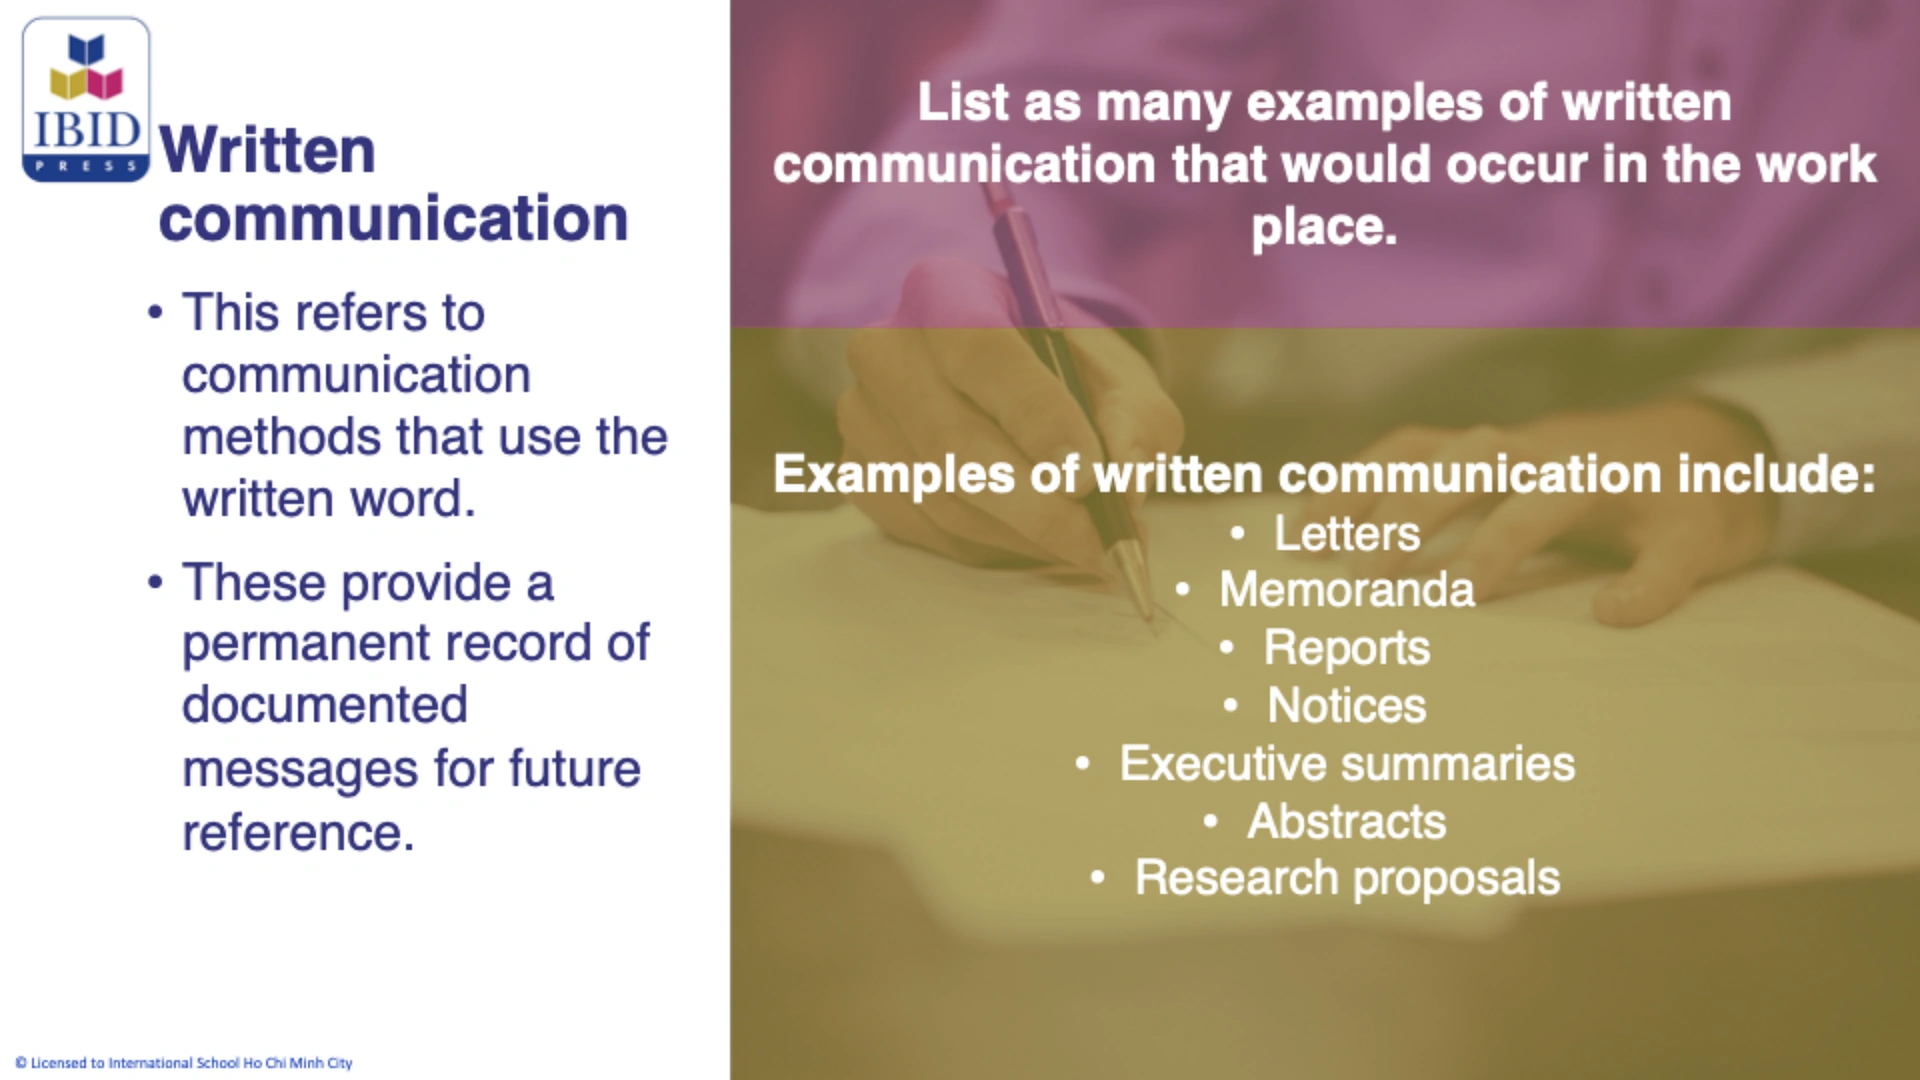 IBID
PRESS
Written
communication
• This refers to
communication
methods that use the
written word.
• These provide a
permanent record of
documented
messages for future
reference.
© Licensed to International School Ho Chi Minh City
List as many examples of written
communication that would occur in the work
place.
Examples of written communication include:
• Letters
• Memoranda
• Reports
• Notices
• Executive summaries
• Abstracts
• Research proposals